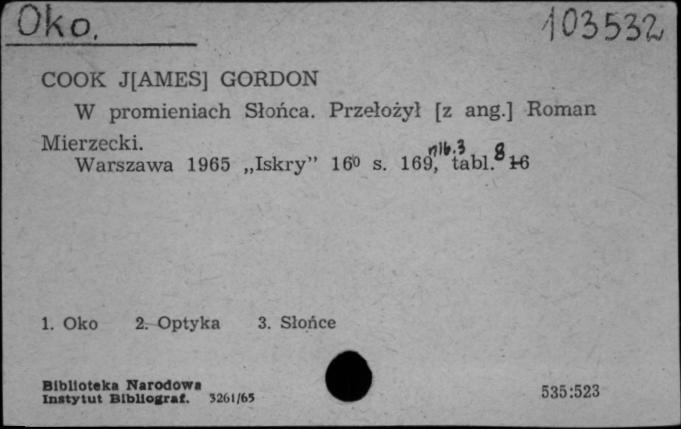 Oko. 103532
COOK J[AMES] GORDON
W promieniach Słońca. Przełożył [z ang.] Roman
Mierzecki.
nlb.3 8
Warszawa 1965 „Iskry” 16⁰ s. 169, tabl. 16
1. Oko 2. Optyka 3. Słońce
Biblioteka Narodowa
Instytut Bibliograf. 3261/65 535:523